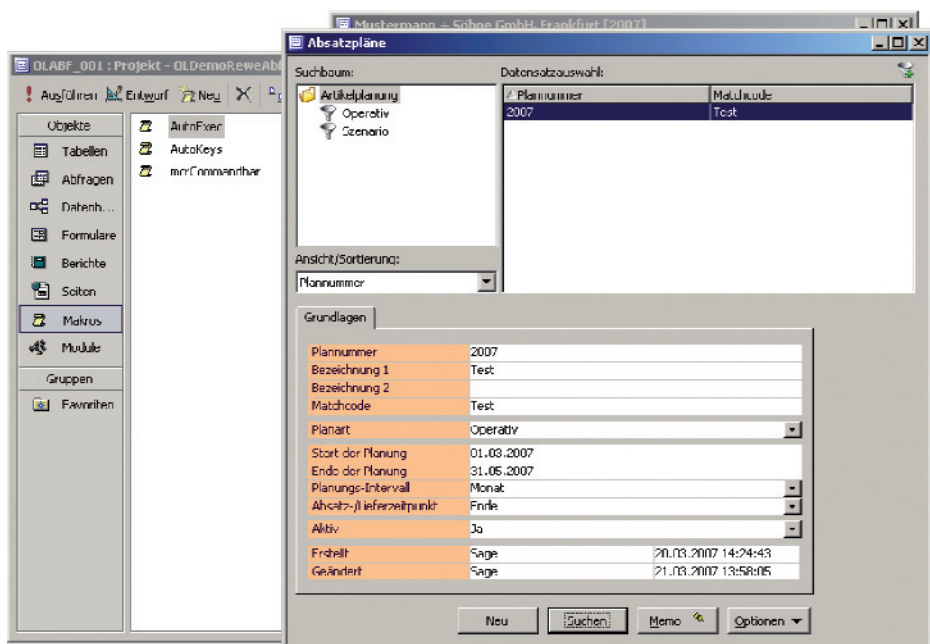 Mustermann + Söhne GmbH, Frankfurt [2007]
Absatzpläne
OLABF_001 : Projekt - OLDemoReweAbf
Ausführen Entwurf Neu
Objekte
Tabellen
Abfragen
Datenb...
Formulare
Berichte
Seiten
Makros
Module
Gruppen
Favoriten
AutoExec
AutoKeys
mcrCommandbar
Suchbaum:
Artikelplanung
Operativ
Szenario
Ansicht/Sortierung:
Plannummer
Datensatzauswahl:
Plannummer Matchcode
2007 Test
Grundlagen
Plannummer 2007
Bezeichnung 1 Test
Bezeichnung 2
Matchcode Test
Planart Operativ
Start der Planung 01.03.2007
Ende der Planung 31.05.2007
Planungs-Intervall Monat
Absatz-/Lieferzeitpunkt Ende
Aktiv Ja
Erstellt Sage 20.03.2007 14:24:43
Geändert Sage 21.03.2007 13:58:05
Neu Suchen Memo Optionen